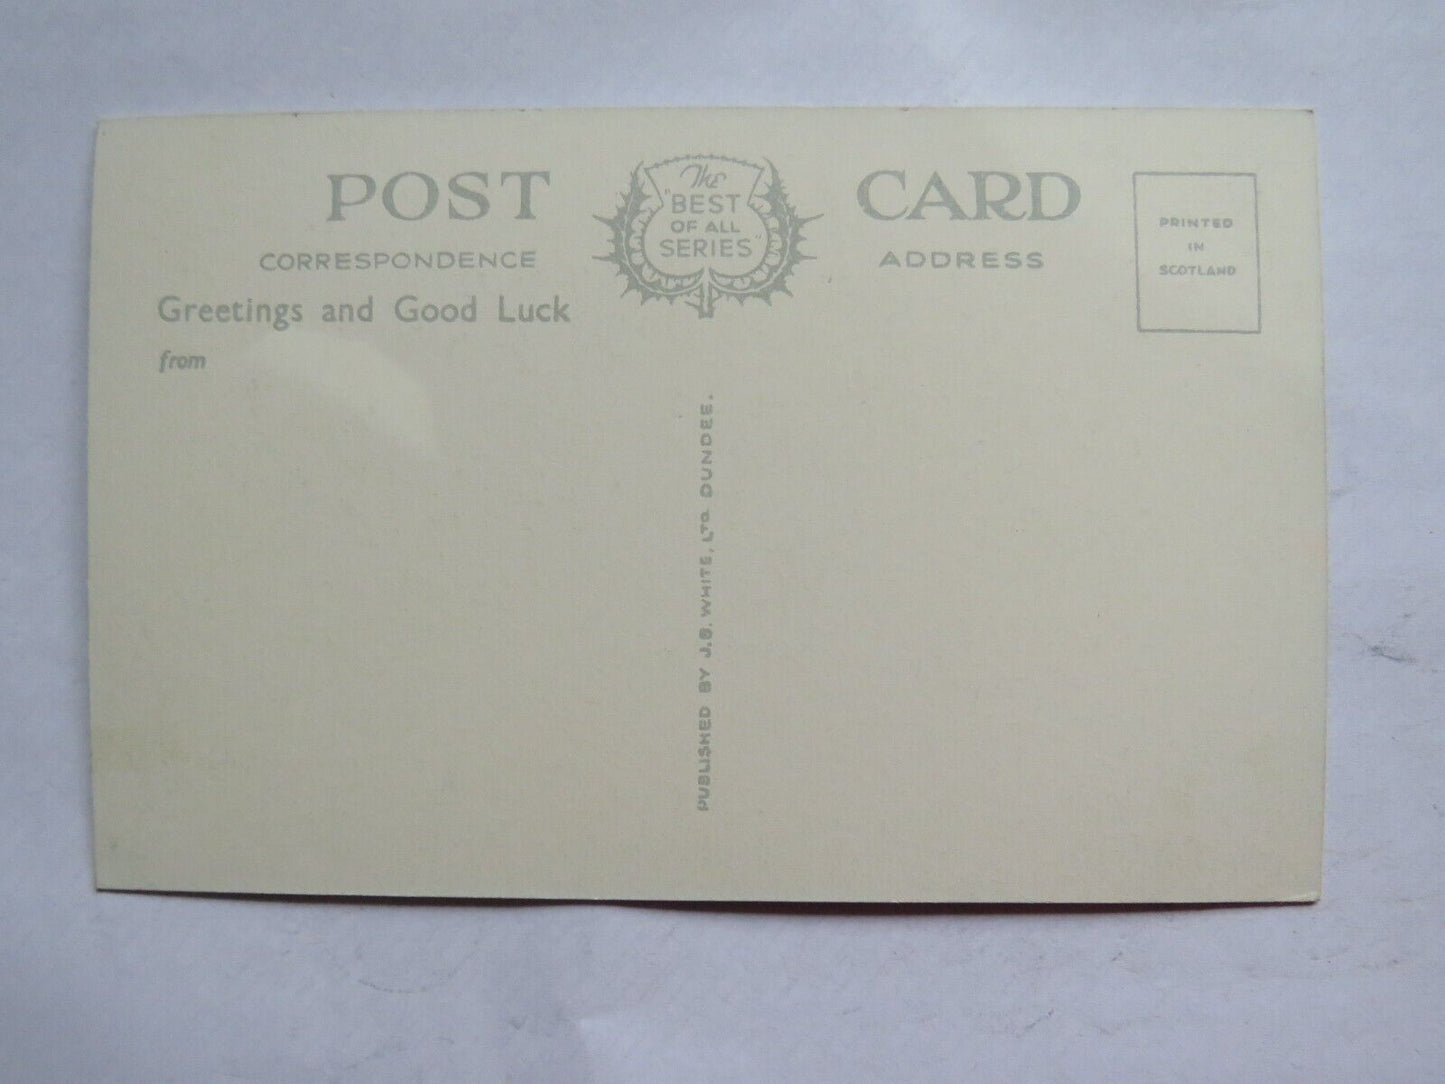 POST CARD
The
"BEST
OF ALL
SERIES"
CORRESPONDENCE
ADDRESS
PRINTED
IN
SCOTLAND
Greetings and Good Luck
from
PUBLISHED BY J.B. WHITE, LTD. DUNDEE.